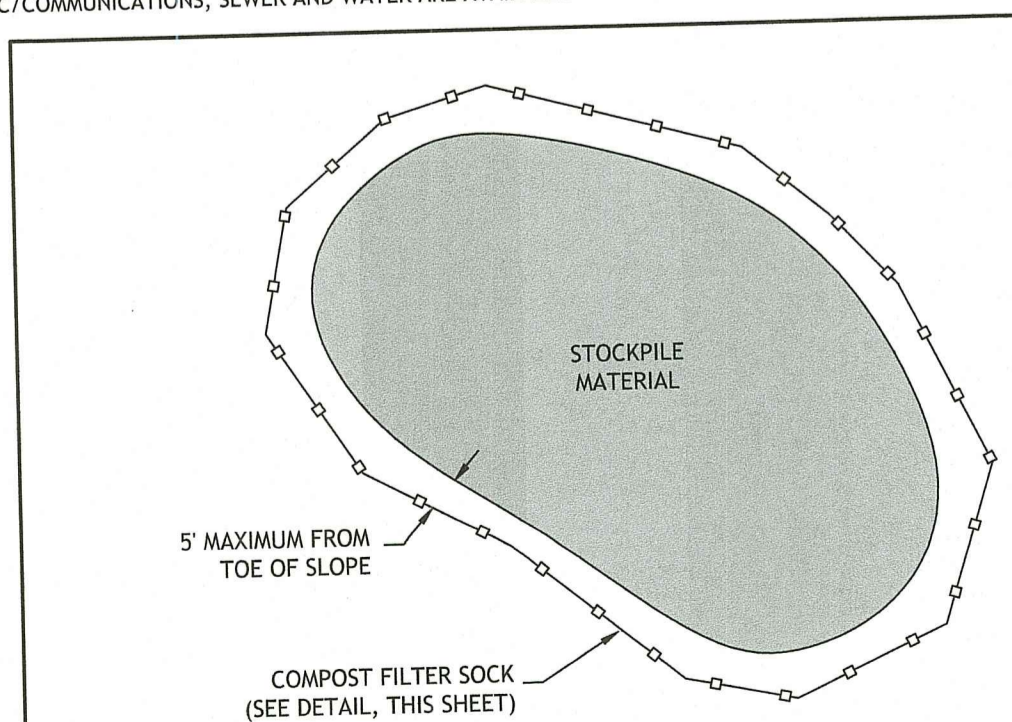 C/COMMUNICATIONS, SEWER AND WATER ARE
STOCKPILE
MATERIAL
5' MAXIMUM FROM
TOE OF SLOPE
COMPOST FILTER SOCK
(SEE DETAIL, THIS SHEET)